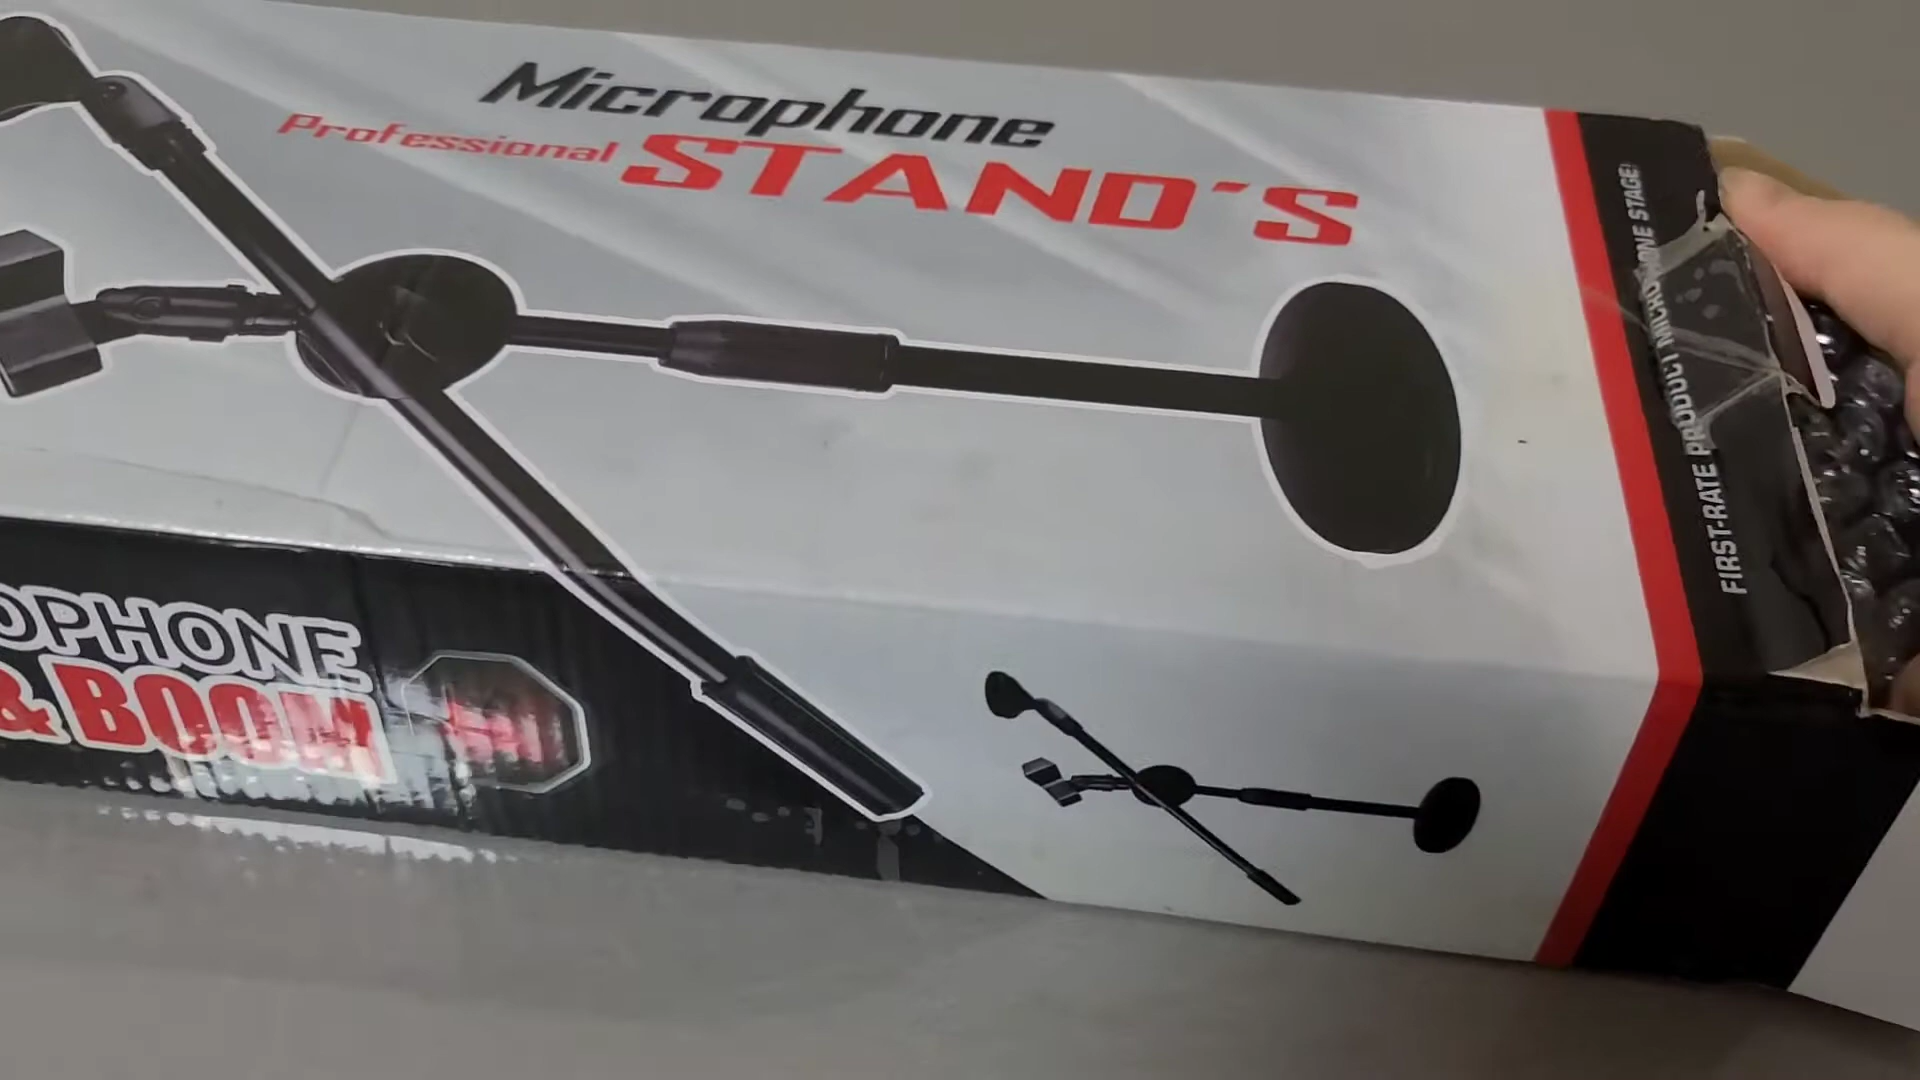 Microphone
Professional STAND'S
FIRST-RATE PRODUCT MICROPHONE STAGE!
OPHONE
& BOOM